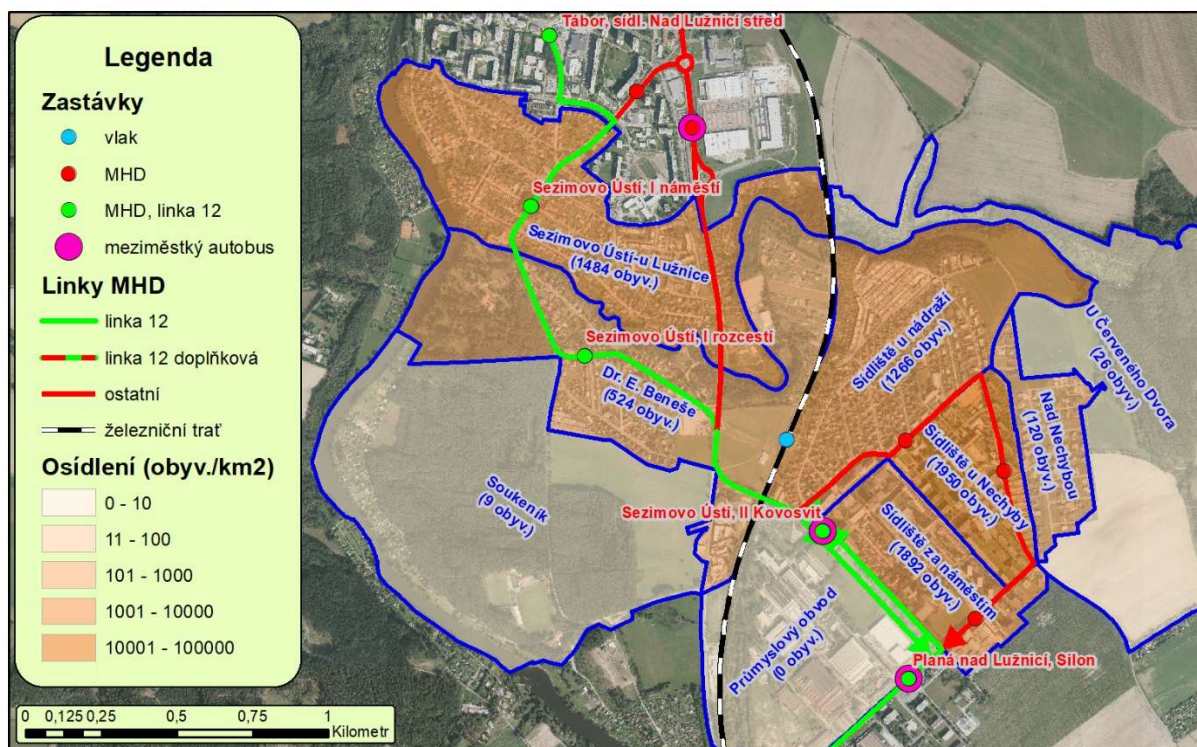 Legenda
Zastávky
vlak
MHD
MHD, linka 12
meziměstký autobus
Linky MHD
linka 12
linka 12 doplňková
ostatní
železniční trať
Osídlení (obyv./km2)
0 - 10
11 - 100
101 - 1000
1001 - 10000
10001 - 100000
0 0,125 0,25 0,5 0,75 1
Kilometr
Tábor, sídl. Nad Lužnicí střed
Sezimovo Ústí, I náměstí
Sezimovo Ústí-u Lužnice
(1484 obyv.)
Sezimovo Ústí, I rozcestí
Dr. E. Beneše
(524 obyv.)
Soukeník
(9 obyv.)
Sídliště u nádraží
(1266 obyv.)
U Červeného Dvora
(26 obyv.)
Nad Nechybou
(120 obyv.)
Sídliště u Nechyby
(1950 obyv.)
Sezimovo Ústí, II Kovosvit
Sídliště za náměstím
(1892 obyv.)
Průmyslový obvod
(0 obyv.)
Planá nad Lužnicí, Silon